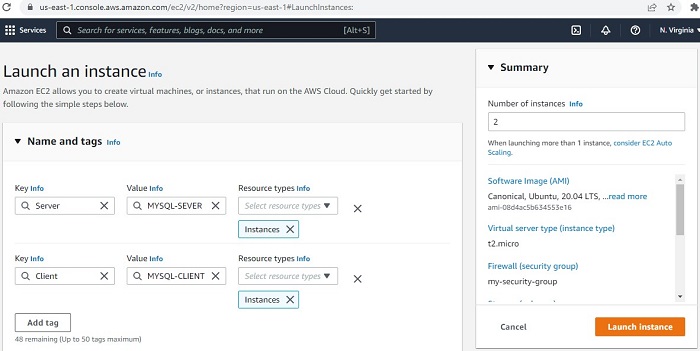 us-east-1.console.aws.amazon.com/ec2/v2/home?region=us-east-1#LaunchInstances:
Services
Search for services, features, blogs, docs, and more
[Alt+S]
N. Virginia
Launch an instance Info
Amazon EC2 allows you to create virtual machines, or instances, that run on the AWS Cloud. Quickly get started by
following the simple steps below.
Name and tags Info
Key Info
Value Info
Resource types Info
Server
MYSQL-SEVER
Select resource types
Instances
Key Info
Value Info
Resource types Info
Client
MYSQL-CLIENT
Select resource types
Instances
Add tag
48 remaining (Up to 50 tags maximum)
Summary
Number of instances Info
2
When launching more than 1 instance, consider EC2 Auto
Scaling.
Software Image (AMI)
Canonical, Ubuntu, 20.04 LTS, ...read more
ami-08d4ac5b634553e16
Virtual server type (instance type)
t2.micro
Firewall (security group)
my-security-group
Cancel
Launch instance